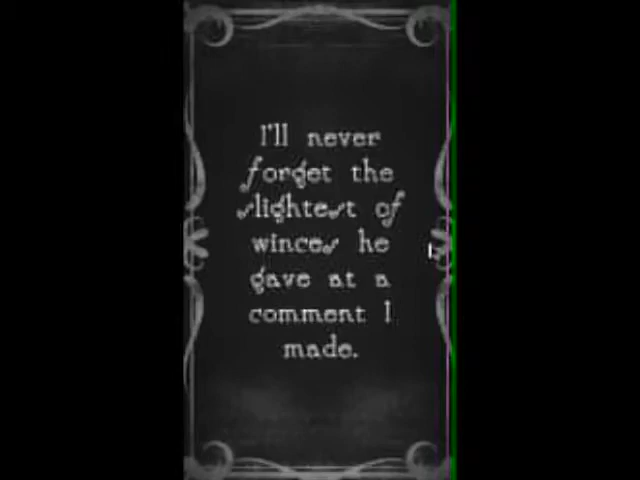 I'll never
forget the
slightest of
winces he
gave at a
comment I
made.